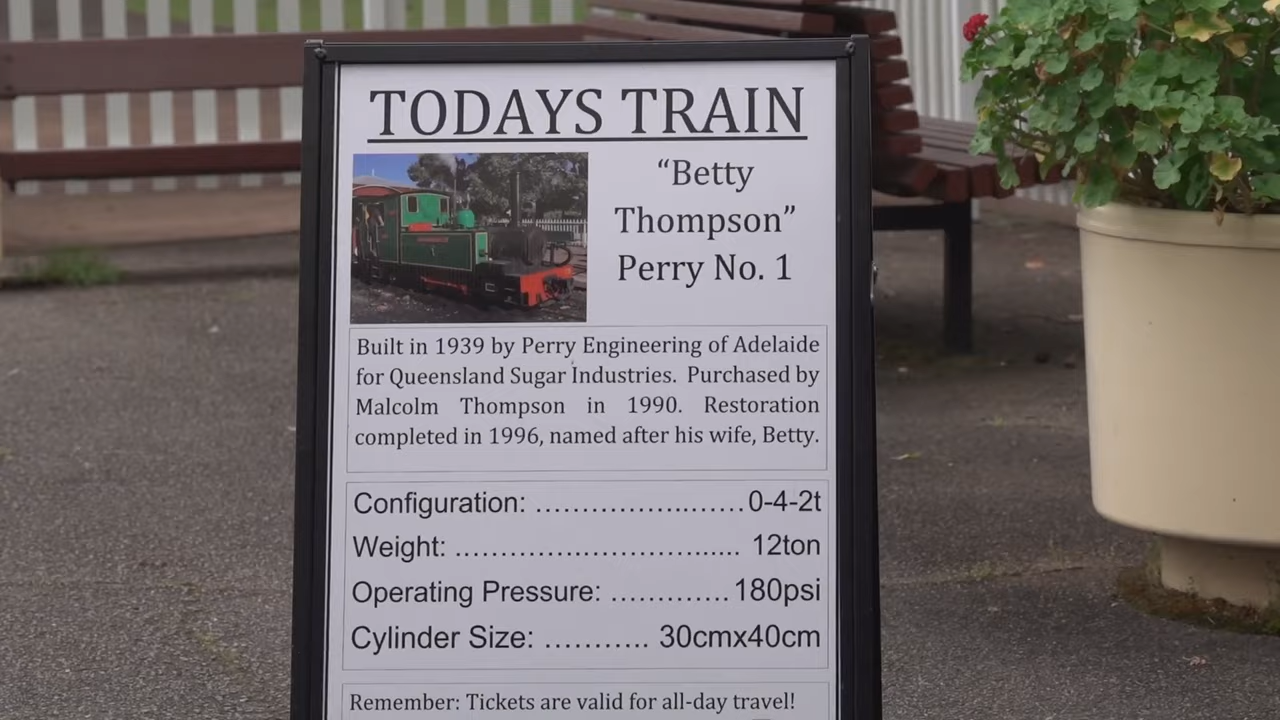 TODAYS TRAIN
“Betty
Thompson”
Perry No. 1
Built in 1939 by Perry Engineering of Adelaide
for Queensland Sugar Industries. Purchased by
Malcolm Thompson in 1990. Restoration
completed in 1996, named after his wife, Betty.
Configuration: ........................0-4-2t
Weight: ................................. 12ton
Operating Pressure: ............. 180psi
Cylinder Size: ........... 30cmx40cm
Remember: Tickets are valid for all-day travel!